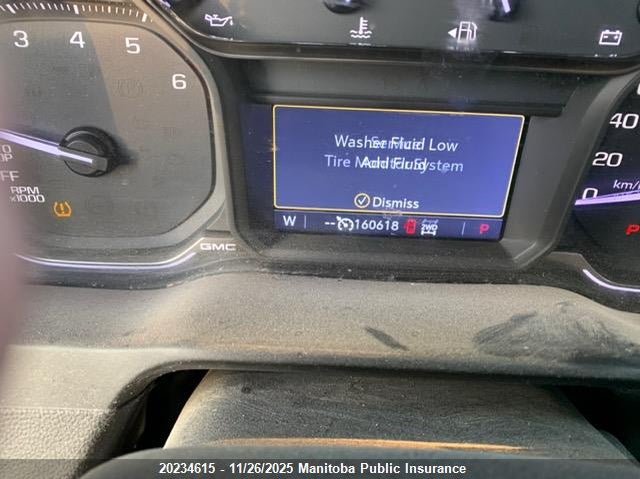 3 4 5 6
40
20
0
km/
RPM
x1000
Washer Fluid Low
Service
Add Fluid
Tire Monitor System
Dismiss
W -- 160618 2WD P
P
GMC
20234615 - 11/26/2025 Manitoba Public Insurance